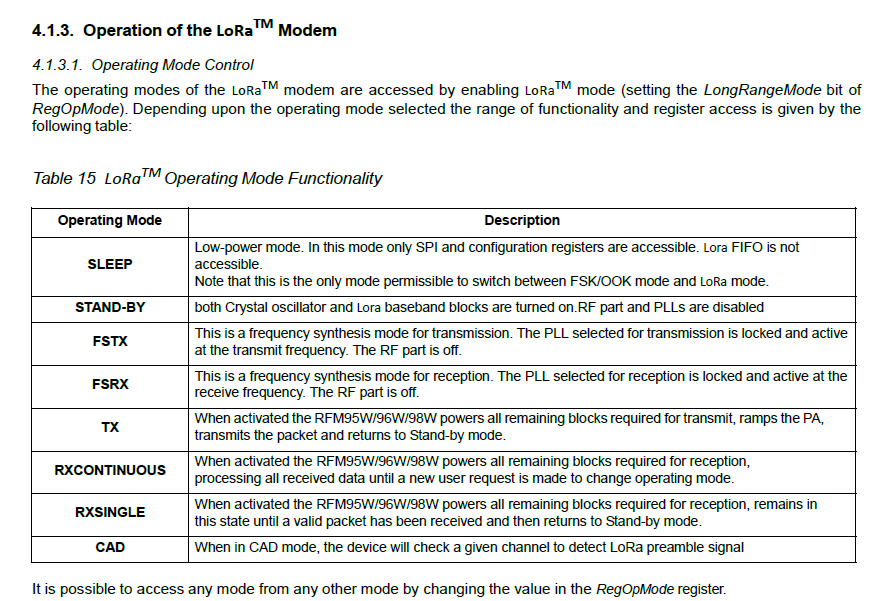 4.1.3. Operation of the LoRa™ Modem
4.1.3.1. Operating Mode Control
The operating modes of the LoRa™ modem are accessed by enabling LoRa™ mode (setting the LongRangeMode bit of
RegOpMode). Depending upon the operating mode selected the range of functionality and register access is given by the
following table:
Table 15 LoRa™ Operating Mode Functionality
Operating Mode Description
SLEEP
Low-power mode. In this mode only SPI and configuration registers are accessible. Lora FIFO is not
accessible.
Note that this is the only mode permissible to switch between FSK/OOK mode and LoRa mode.
STAND-BY
both Crystal oscillator and Lora baseband blocks are turned on.RF part and PLLs are disabled
FSTX
This is a frequency synthesis mode for transmission. The PLL selected for transmission is locked and active
at the transmit frequency. The RF part is off.
FSRX
This is a frequency synthesis mode for reception. The PLL selected for reception is locked and active at the
receive frequency. The RF part is off.
TX
When activated the RFM95W/96W/98W powers all remaining blocks required for transmit, ramps the PA,
transmits the packet and returns to Stand-by mode.
RXCONTINUOUS
When activated the RFM95W/96W/98W powers all remaining blocks required for reception,
processing all received data until a new user request is made to change operating mode.
RXSINGLE
When activated the RFM95W/96W/98W powers all remaining blocks required for reception, remains in
this state until a valid packet has been received and then returns to Stand-by mode.
CAD
When in CAD mode, the device will check a given channel to detect LoRa preamble signal
It is possible to access any mode from any other mode by changing the value in the RegOpMode register.